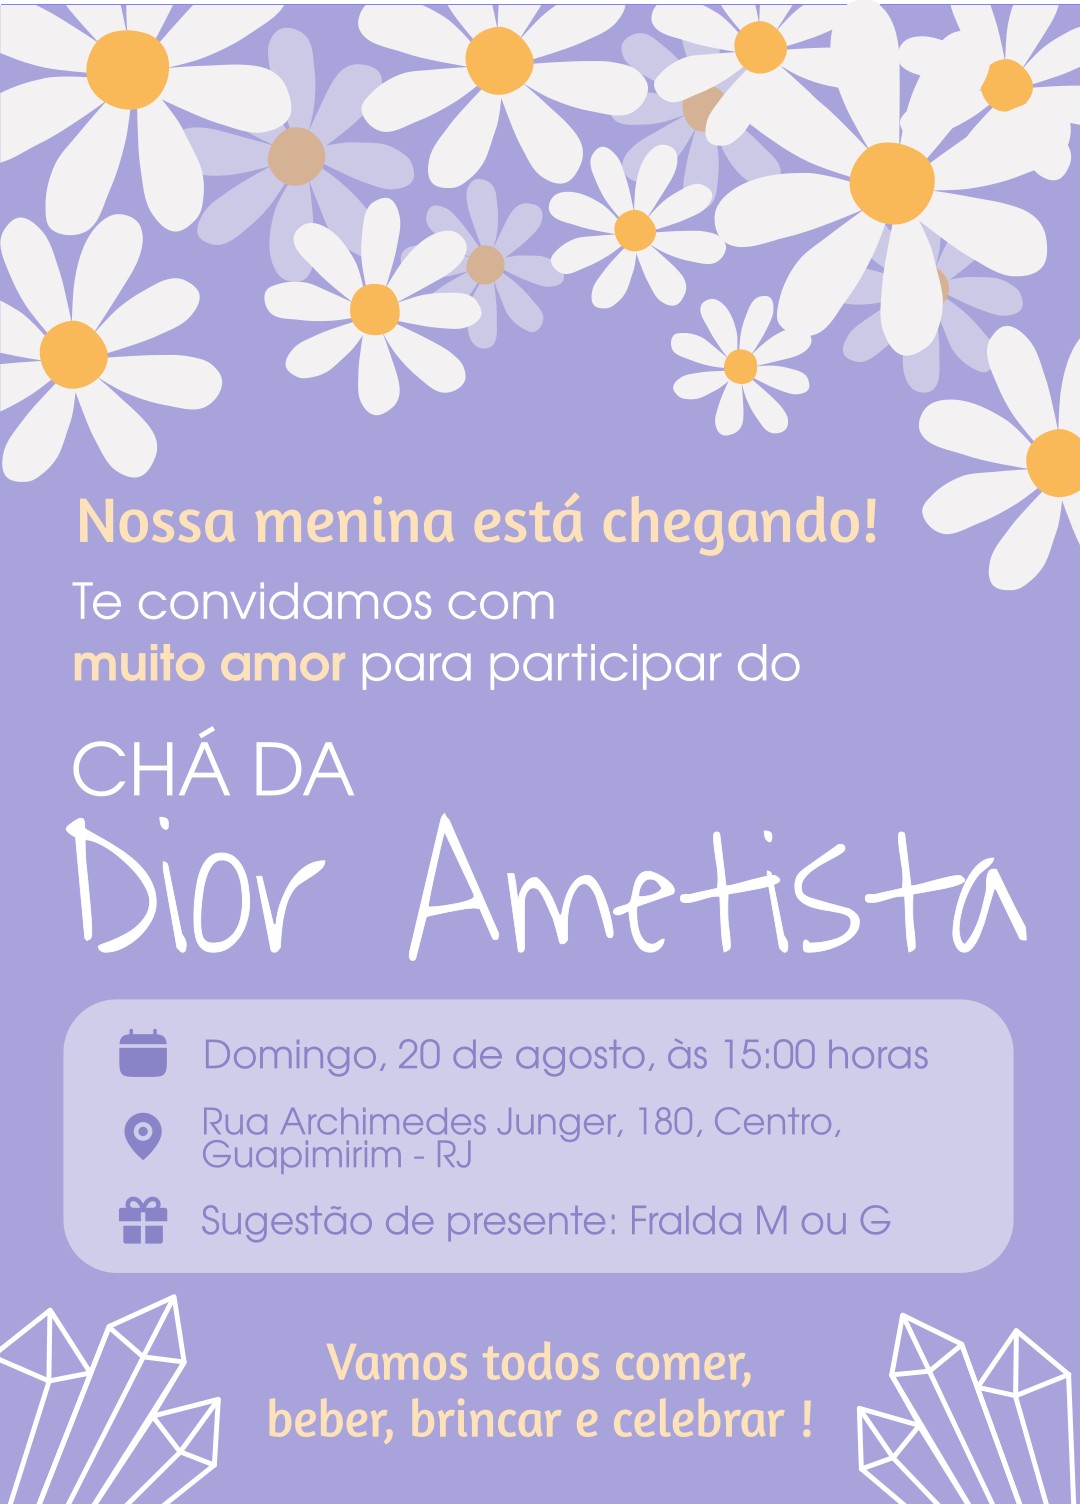 Nossa menina está chegando!
Te convidamos com
muito amor para participar do
CHÁ DA
Dior Ametista
Domingo, 20 de agosto, às 15:00 horas
Rua Archimedes Junger, 180, Centro,
Guapimirim - RJ
Sugestão de presente: Fralda M ou G
Vamos todos comer,
beber, brincar e celebrar !